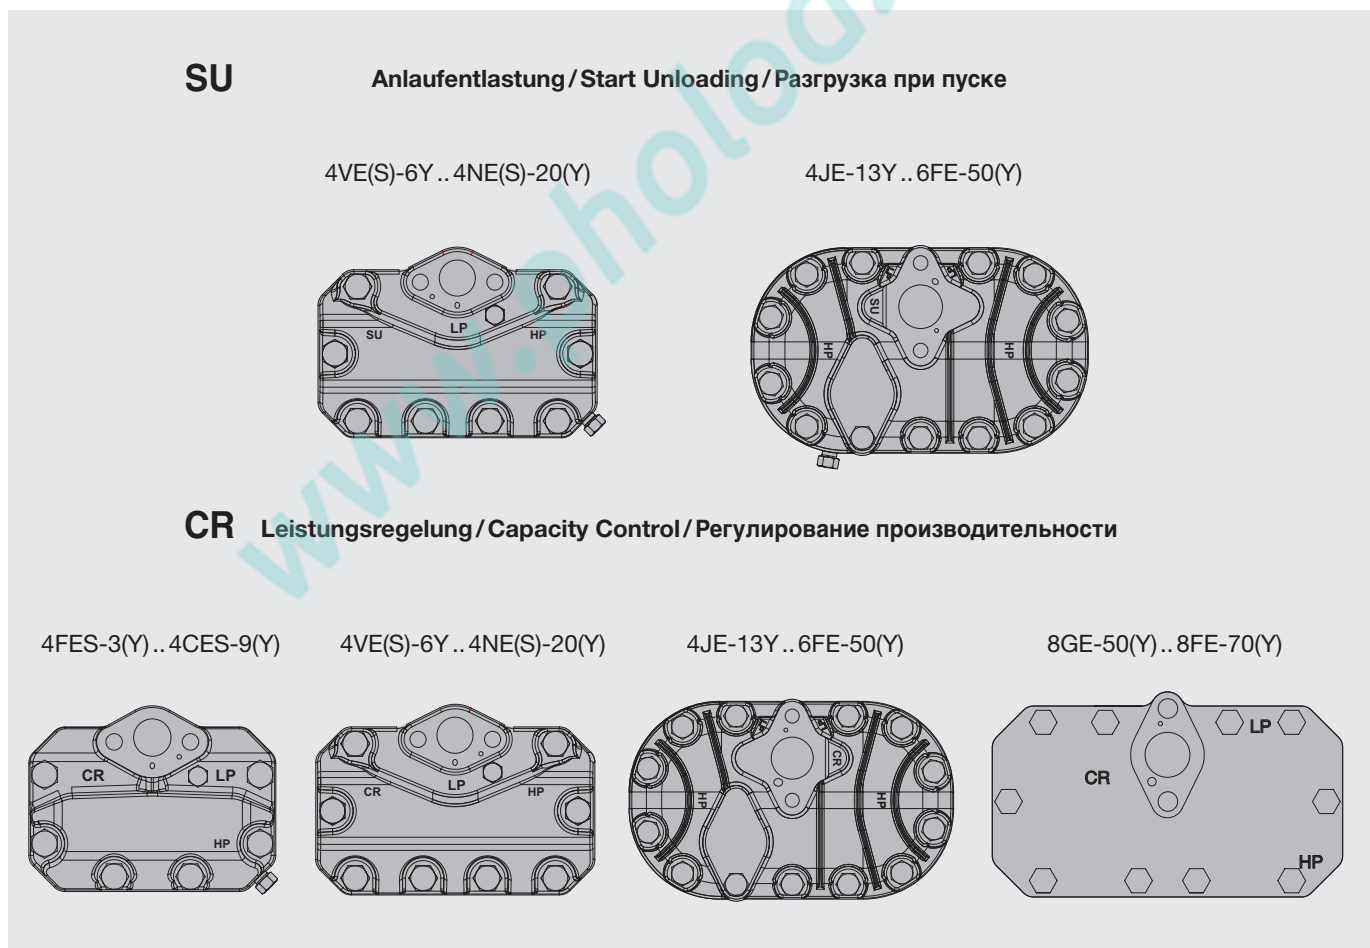 SU Anlaufentlastung / Start Unloading / Разгрузка при пуске
4VE(S)-6Y .. 4NE(S)-20(Y) 4JE-13Y .. 6FE-50(Y)
SU LP HP
SU HP HP
CR Leistungsregelung / Capacity Control / Регулирование производительности
4FES-3(Y) .. 4CES-9(Y) 4VE(S)-6Y .. 4NE(S)-20(Y) 4JE-13Y .. 6FE-50(Y) 8GE-50(Y) .. 8FE-70(Y)
CR LP
HP
CR LP HP
CR HP HP
LP
CR
HP
www.pholod.